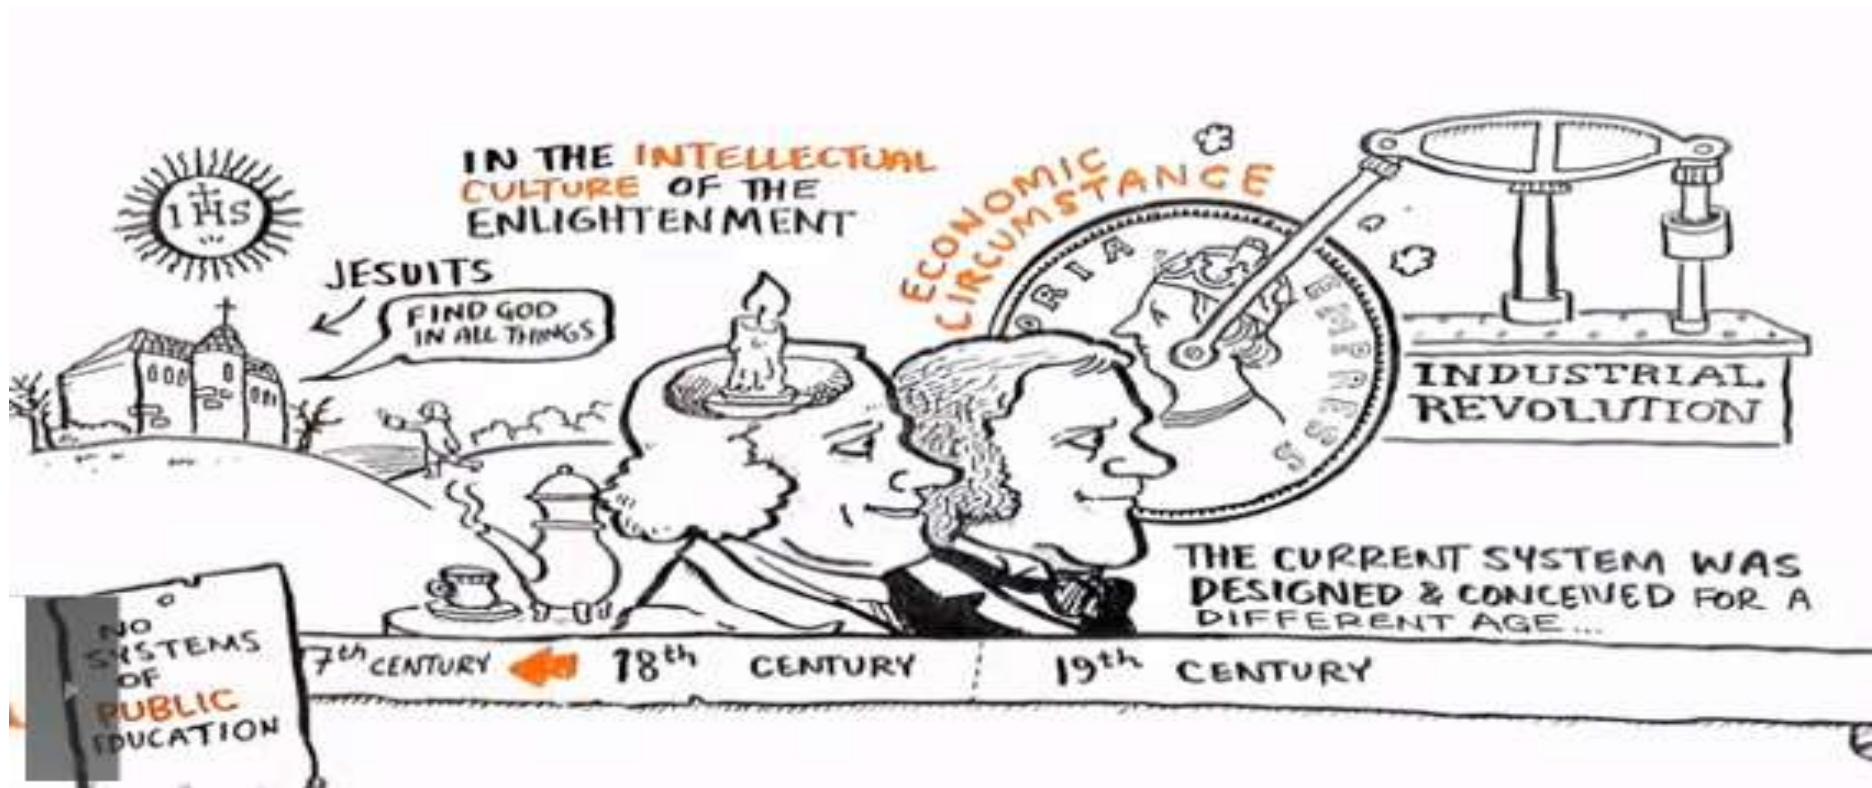 IHS
JESUITS
FIND GOD
IN ALL THINGS
IN THE INTELLECTUAL
CULTURE OF THE
ENLIGHTENMENT
ECONOMIC
CIRCUMSTANCE
ORIA
EMPRESS
INDUSTRIAL
REVOLUTION
THE CURRENT SYSTEM WAS
DESIGNED & CONCEIVED FOR A
DIFFERENT AGE...
NO
SYSTEMS
OF
PUBLIC
EDUCATION
7th CENTURY
18th CENTURY
19th CENTURY